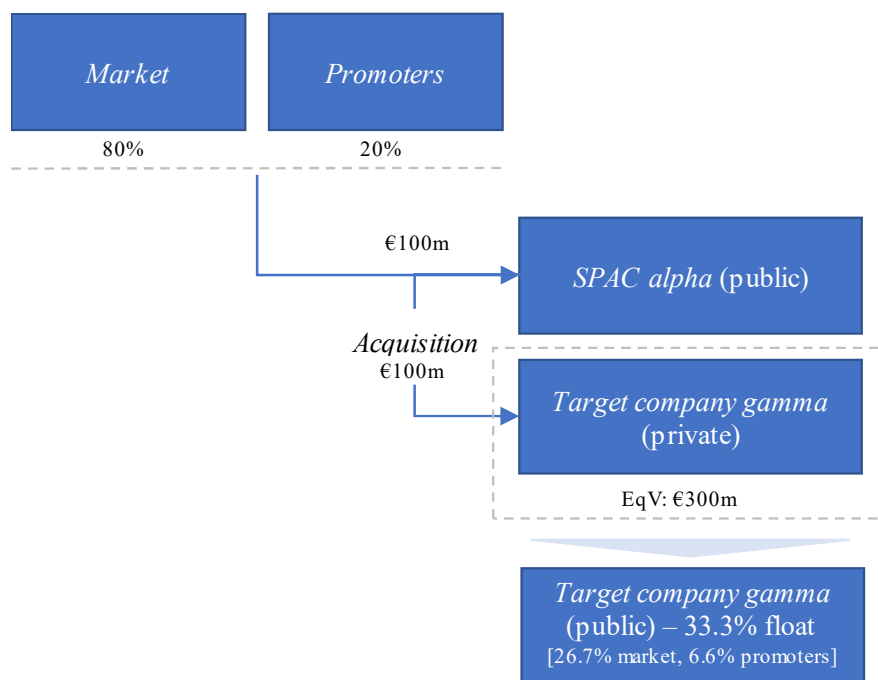 Market
Promoters
80%
20%
€100m
SPAC alpha (public)
Acquisition
€100m
Target company gamma
(private)
EqV: €300m
Target company gamma
(public) – 33.3% float
[26.7% market, 6.6% promoters]